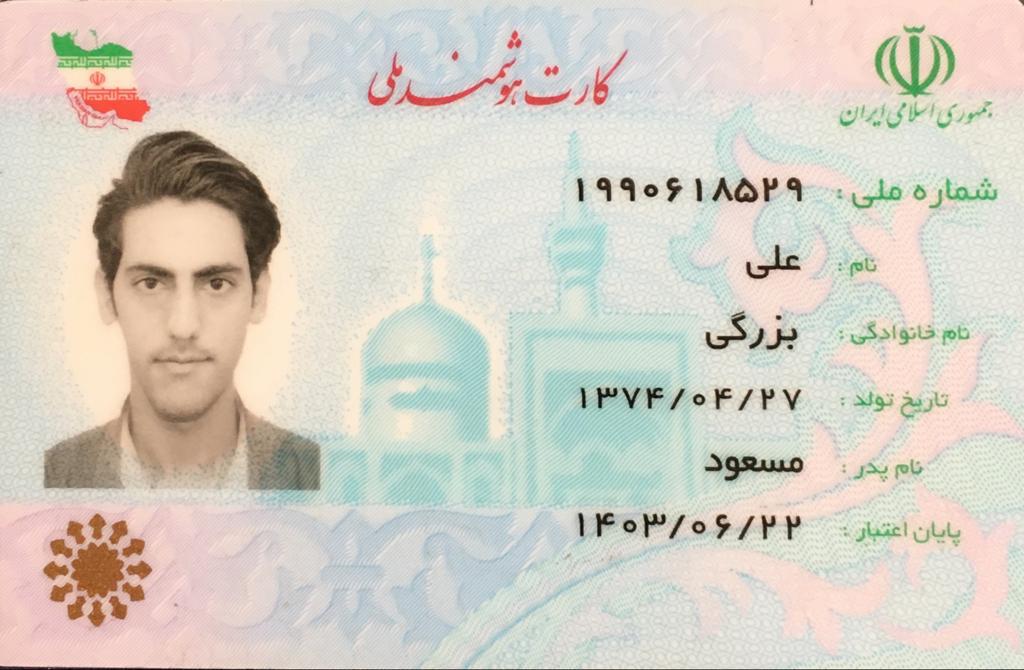 کارت هوشمند ملی
جمهوری اسلامی ایران
شماره ملی : ۱۹۹۰۶۱۸۵۲۹
نام : علی
نام خانوادگی : بزرگی
تاریخ تولد : ۱۳۷۴/۰۴/۲۷
نام پدر : مسعود
پایان اعتبار : ۱۴۰۳/۰۶/۲۲